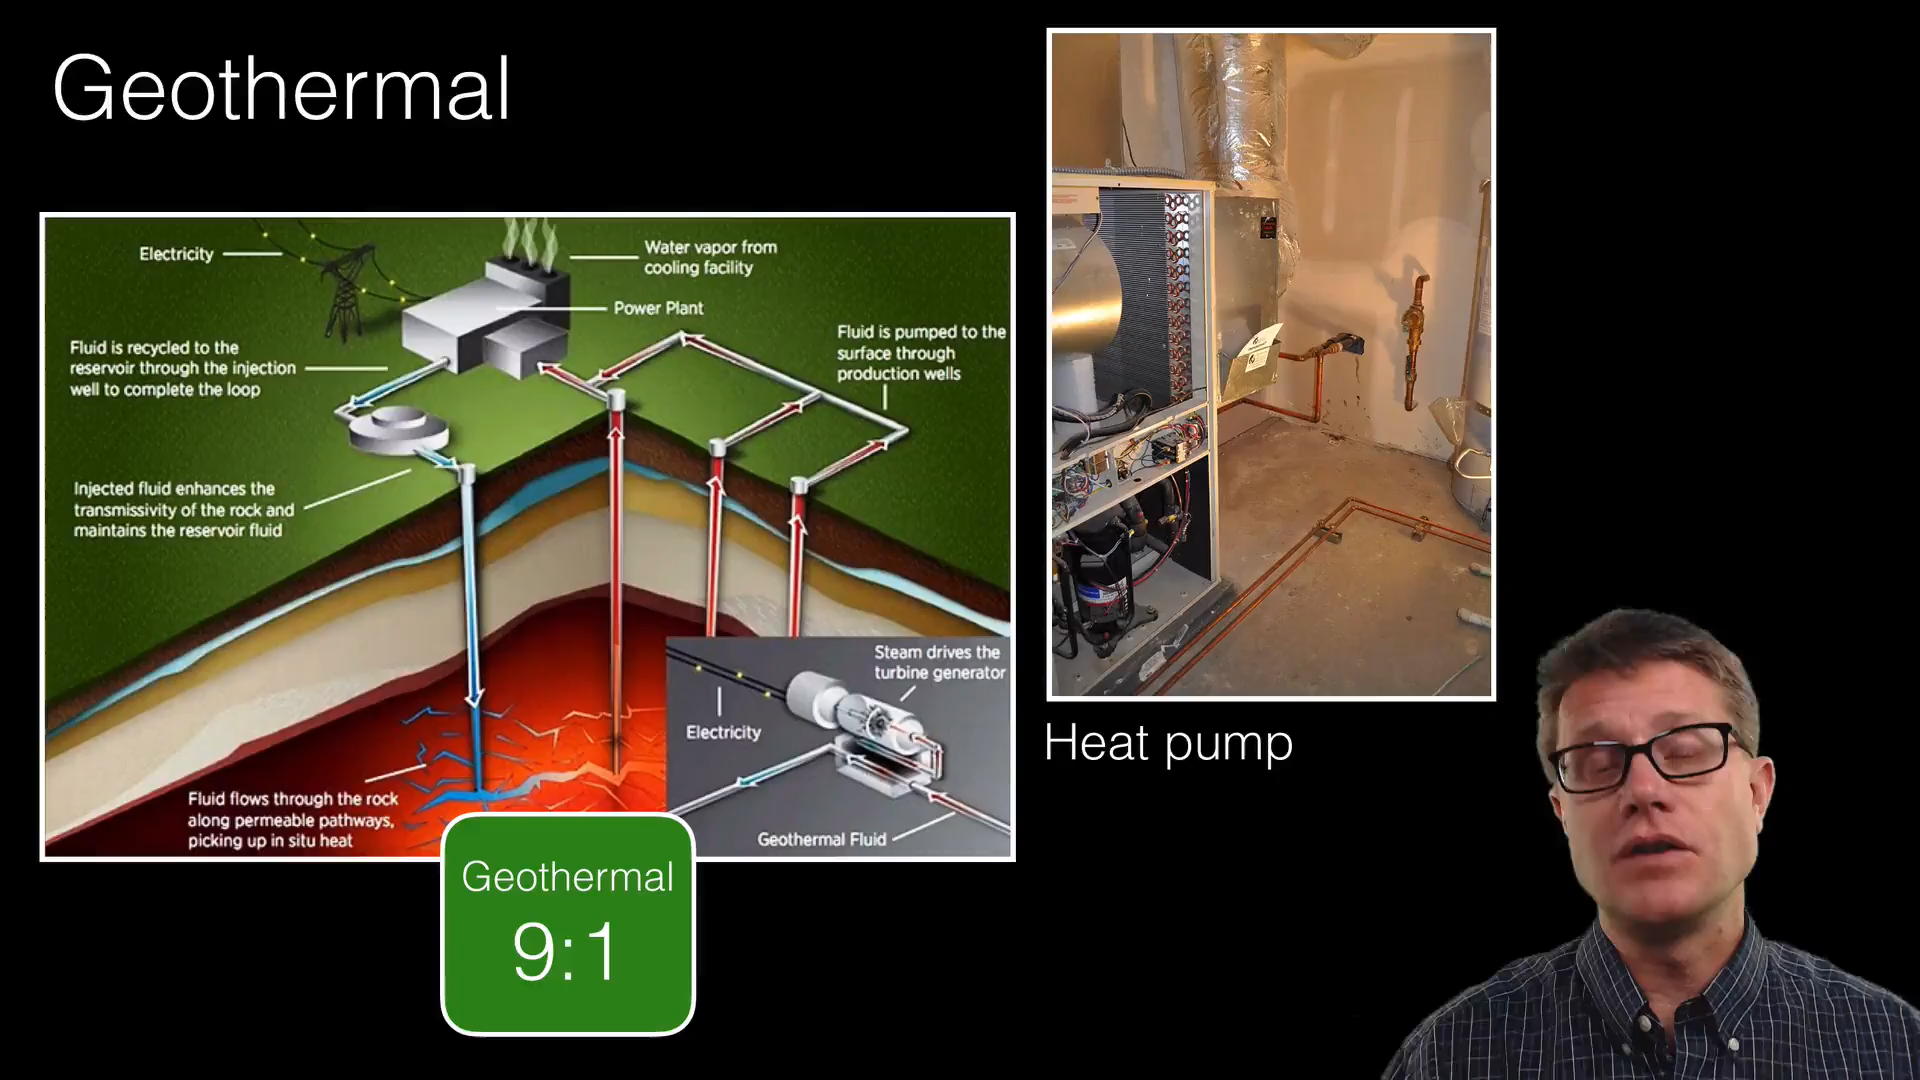 Geothermal
Electricity
Water vapor from
cooling facility
Power Plant
Fluid is recycled to the
reservoir through the injection
well to complete the loop
Fluid is pumped to the
surface through
production wells
Injected fluid enhances the
transmissivity of the rock and
maintains the reservoir fluid
Steam drives the
turbine generator
Electricity
Fluid flows through the rock
along permeable pathways,
picking up in situ heat
Geothermal Fluid
Heat pump
Geothermal
9:1